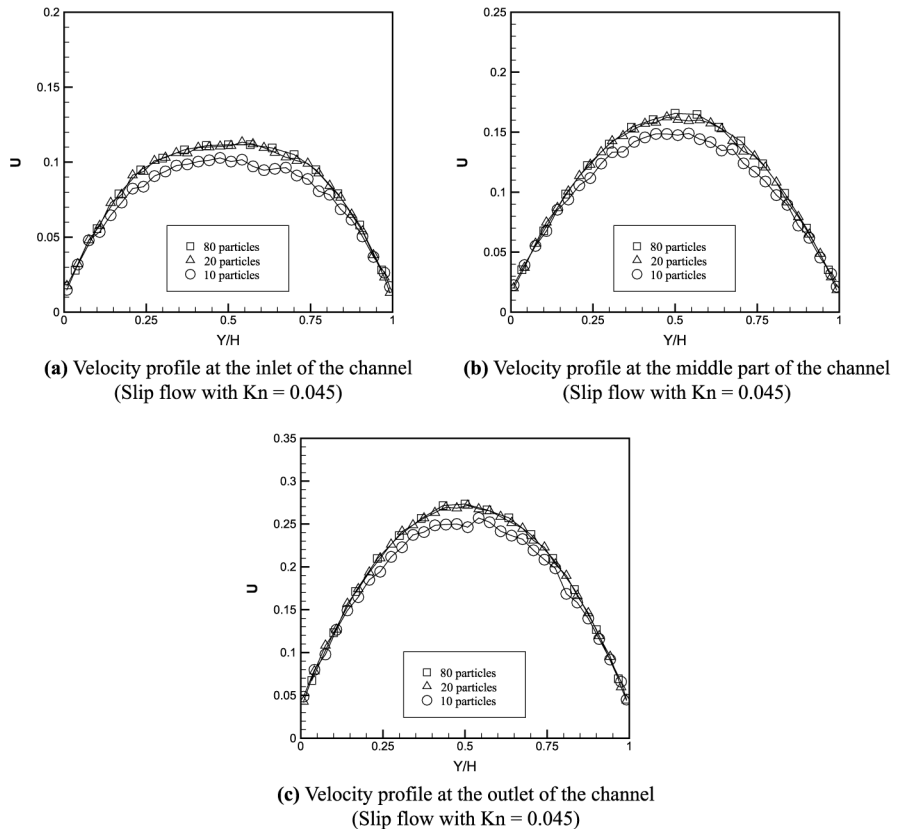 0.2
0.15
0.1
0.05
0
U
80 particles
20 particles
10 particles
0 0.25 0.5 0.75 1
Y/H
(a) Velocity profile at the inlet of the channel
(Slip flow with Kn = 0.045)
0.25
0.2
0.15
0.1
0.05
0
U
80 particles
20 particles
10 particles
0 0.25 0.5 0.75 1
Y/H
(b) Velocity profile at the middle part of the channel
(Slip flow with Kn = 0.045)
0.35
0.3
0.25
0.2
0.15
0.1
0.05
0
U
80 particles
20 particles
10 particles
0 0.25 0.5 0.75 1
Y/H
(c) Velocity profile at the outlet of the channel
(Slip flow with Kn = 0.045)